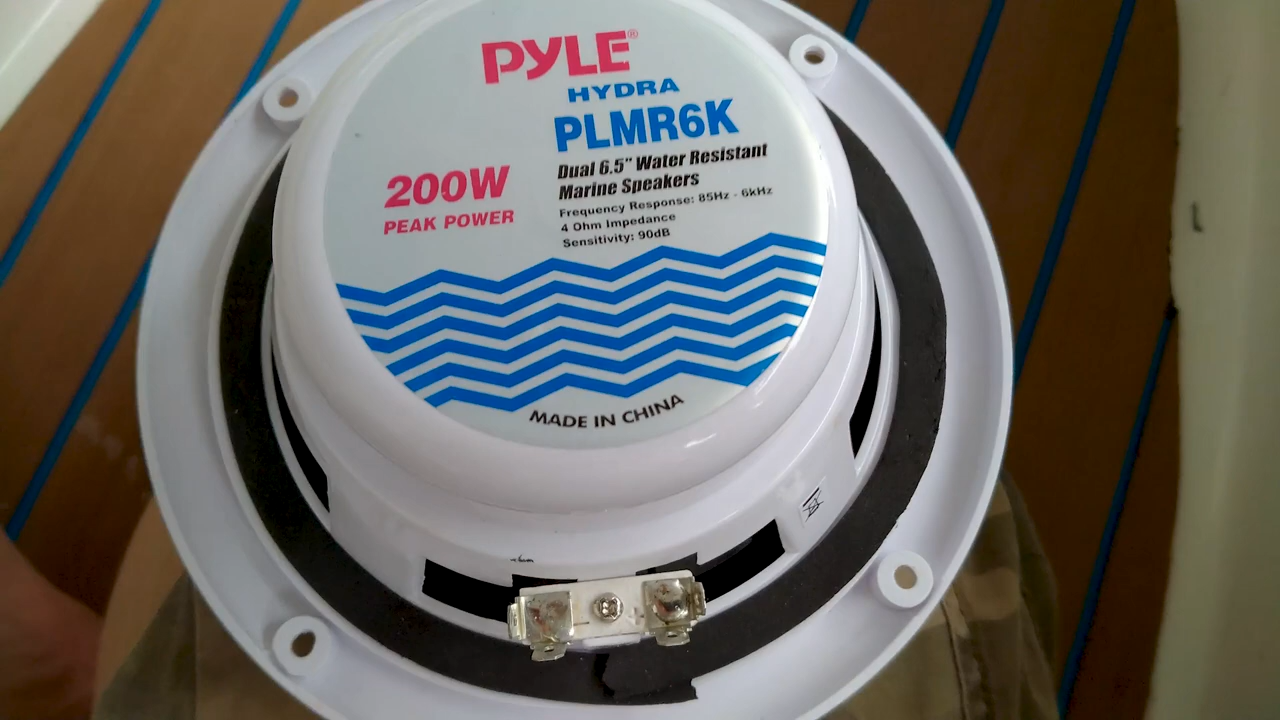 PYLE®
HYDRA
PLMR6K
200W
PEAK POWER
Dual 6.5" Water Resistant
Marine Speakers
Frequency Response: 85Hz - 6kHz
4 Ohm Impedance
Sensitivity: 90dB
MADE IN CHINA